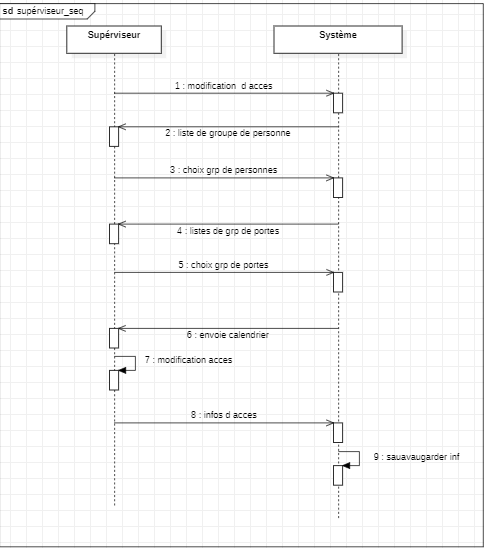 sd supérviseur_seq
Supérviseur
Système
1 : modification d acces
2 : liste de groupe de personne
3 : choix grp de personnes
4 : listes de grp de portes
5 : choix grp de portes
6 : envoie calendrier
7 : modification acces
8 : infos d acces
9 : sauavaugarder inf